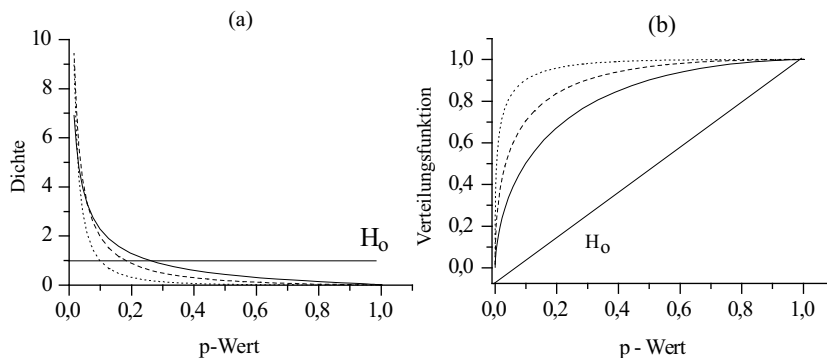 (a)
10
8
6
4
2
0
Dichte
H₀
0,0 0,2 0,4 0,6 0,8 1,0
p-Wert
(b)
1,0
0,8
0,6
0,4
0,2
0,0
Verteilungsfunktion
H₀
0,0 0,2 0,4 0,6 0,8 1,0
p - Wert